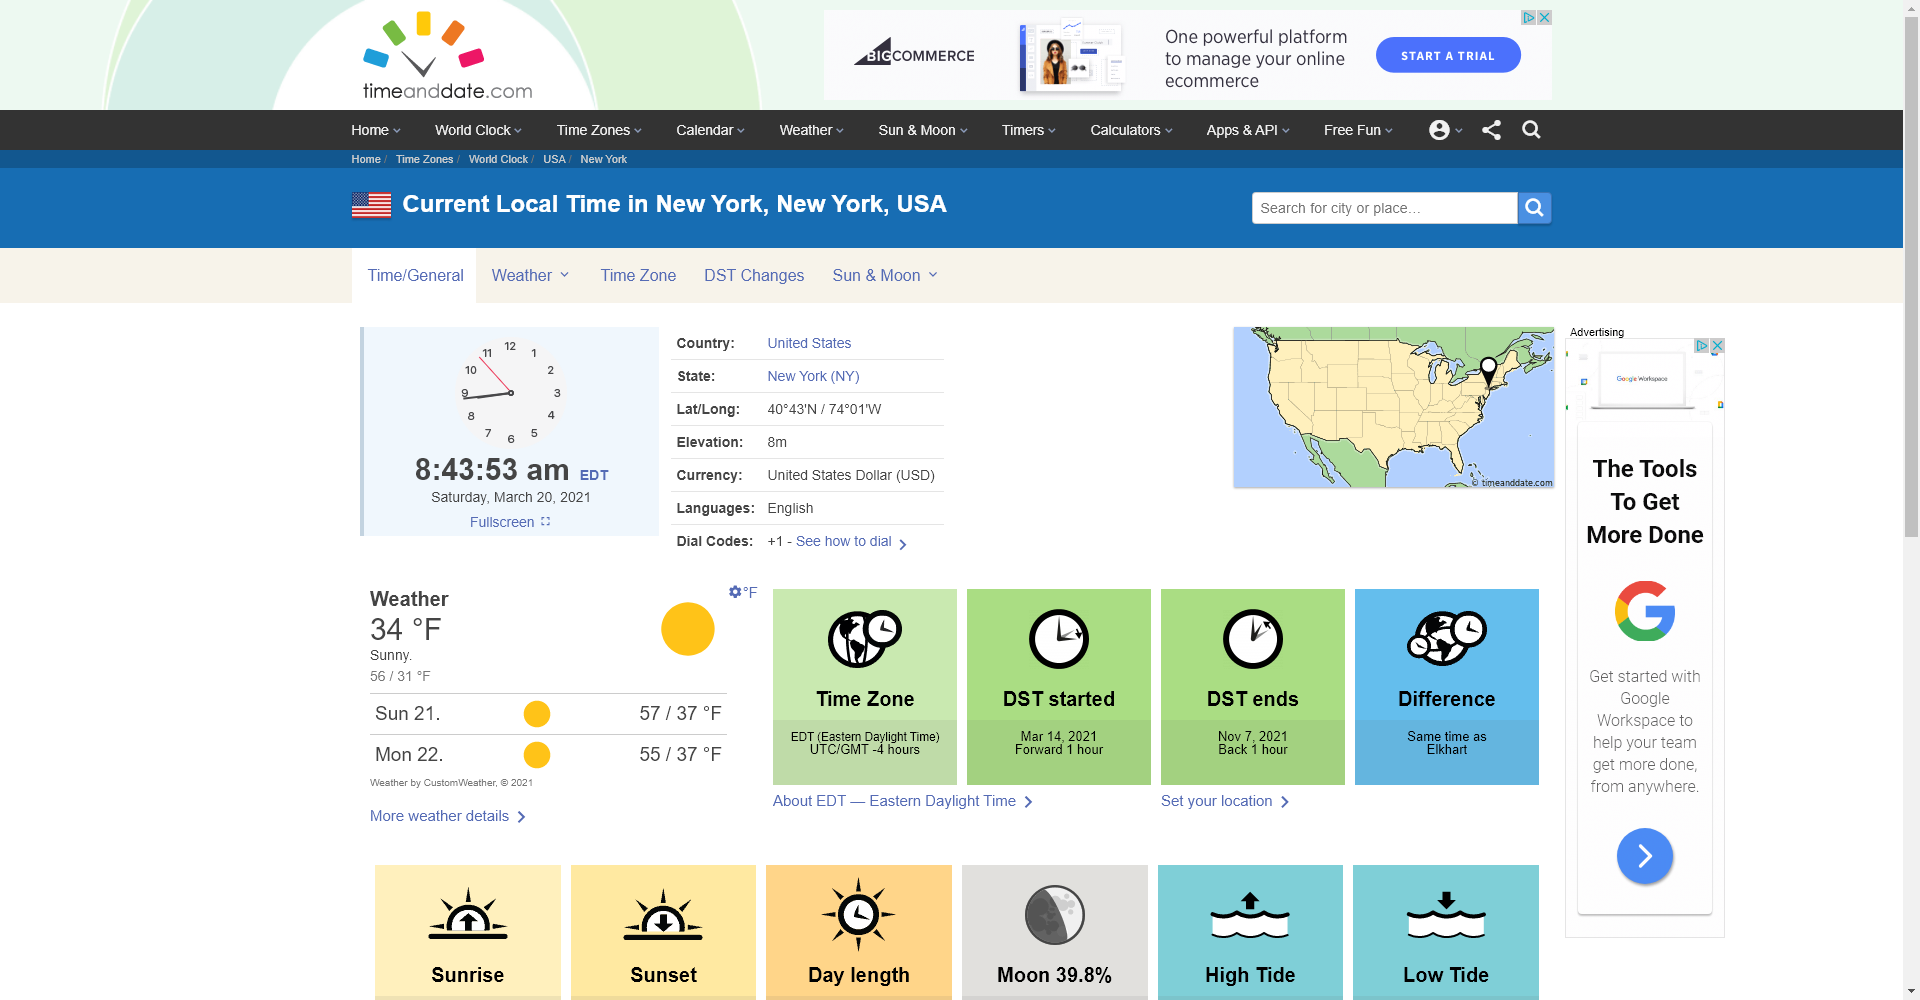 timeanddate.com
BIGCOMMERCE
One powerful platform
to manage your online
ecommerce
START A TRIAL
Home
World Clock
Time Zones
Calendar
Weather
Sun & Moon
Timers
Calculators
Apps & API
Free Fun
Home / Time Zones / World Clock / USA / New York
Current Local Time in New York, New York, USA
Search for city or place...
Time/General
Weather
Time Zone
DST Changes
Sun & Moon
12
1
2
3
4
5
6
7
8
9
10
11
8:43:53 am EDT
Saturday, March 20, 2021
Fullscreen
Country: United States
State: New York (NY)
Lat/Long: 40°43'N / 74°01'W
Elevation: 8m
Currency: United States Dollar (USD)
Languages: English
Dial Codes: +1 - See how to dial
© timeanddate.com
Advertising
Google Workspace
The Tools
To Get
More Done
Get started with
Google
Workspace to
help your team
get more done,
from anywhere.
Weather
°F
34 °F
Sunny.
56 / 31 °F
Sun 21. 57 / 37 °F
Mon 22. 55 / 37 °F
Weather by CustomWeather, © 2021
More weather details
Time Zone
EDT (Eastern Daylight Time)
UTC/GMT -4 hours
DST started
Mar 14, 2021
Forward 1 hour
DST ends
Nov 7, 2021
Back 1 hour
Difference
Same time as
Elkhart
About EDT — Eastern Daylight Time
Set your location
Sunrise
Sunset
Day length
Moon 39.8%
High Tide
Low Tide